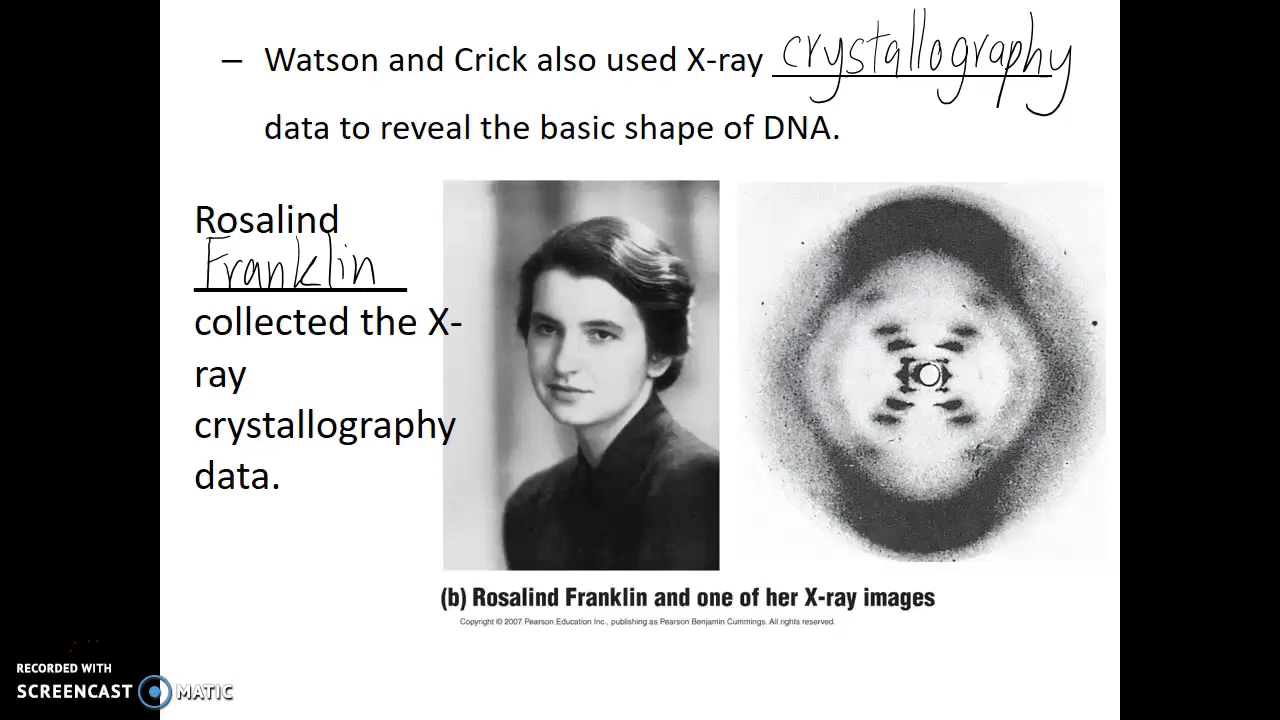 – Watson and Crick also used X-ray crystallography
data to reveal the basic shape of DNA.
Rosalind
Franklin
collected the X-
ray
crystallography
data.
(b) Rosalind Franklin and one of her X-ray images
Copyright © 2007 Pearson Education Inc., publishing as Pearson Benjamin Cummings. All rights reserved.
RECORDED WITH
SCREENCAST MATIC